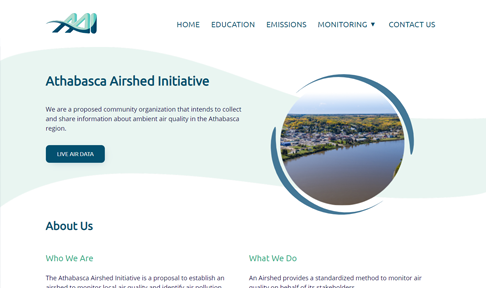 HOME EDUCATION EMISSIONS MONITORING ▼ CONTACT US
Athabasca Airshed Initiative
We are a proposed community organization that intends to collect
and share information about ambient air quality in the Athabasca
region.
LIVE AIR DATA
About Us
Who We Are
The Athabasca Airshed Initiative is a proposal to establish an
airshed to monitor local air quality and identify air pollution
What We Do
An Airshed provides a standardized method to monitor air
quality on behalf of its stakeholders.